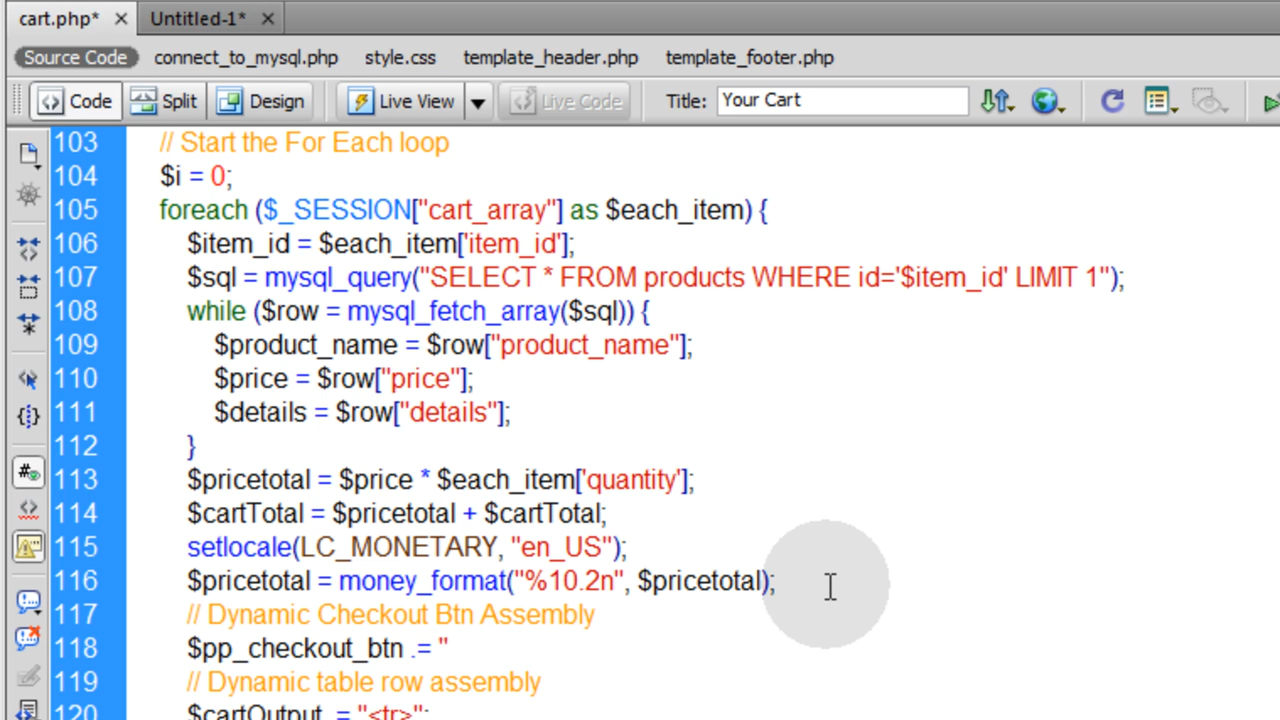 cart.php* Untitled-1*
Source Code connect_to_mysql.php style.css template_header.php template_footer.php
Code Split Design Live View Live Code Title: Your Cart
103 // Start the For Each loop
104 $i = 0;
105 foreach ($_SESSION["cart_array"] as $each_item) {
106 $item_id = $each_item['item_id'];
107 $sql = mysql_query("SELECT * FROM products WHERE id='$item_id' LIMIT 1");
108 while ($row = mysql_fetch_array($sql)) {
109 $product_name = $row["product_name"];
110 $price = $row["price"];
111 $details = $row["details"];
112 }
113 $pricetotal = $price * $each_item['quantity'];
114 $cartTotal = $pricetotal + $cartTotal;
115 setlocale(LC_MONETARY, "en_US");
116 $pricetotal = money_format("%10.2n", $pricetotal);
117 // Dynamic Checkout Btn Assembly
118 $pp_checkout_btn .= "
119 // Dynamic table row assembly
120 $cartOutput .= "<tr>";